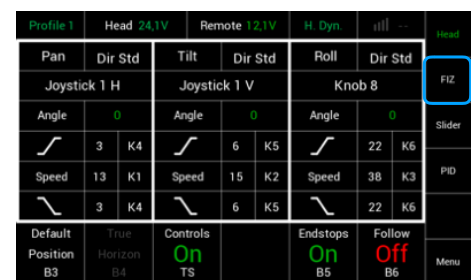 Profile 1 Head 24,1V Remote 12,1V H. Dyn. -- Head
Pan Dir Std Tilt Dir Std Roll Dir Std
Joystick 1 H Joystick 1 V Knob 8 FIZ
Angle 0 Angle 0 Angle 0 Slider
3 K4 6 K5 22 K6
Speed 13 K1 Speed 15 K2 Speed 38 K3 PID
3 K4 6 K5 22 K6
Default True Controls Endstops Follow
Position Horizon On On Off Menu
B3 B4 TS B5 B6